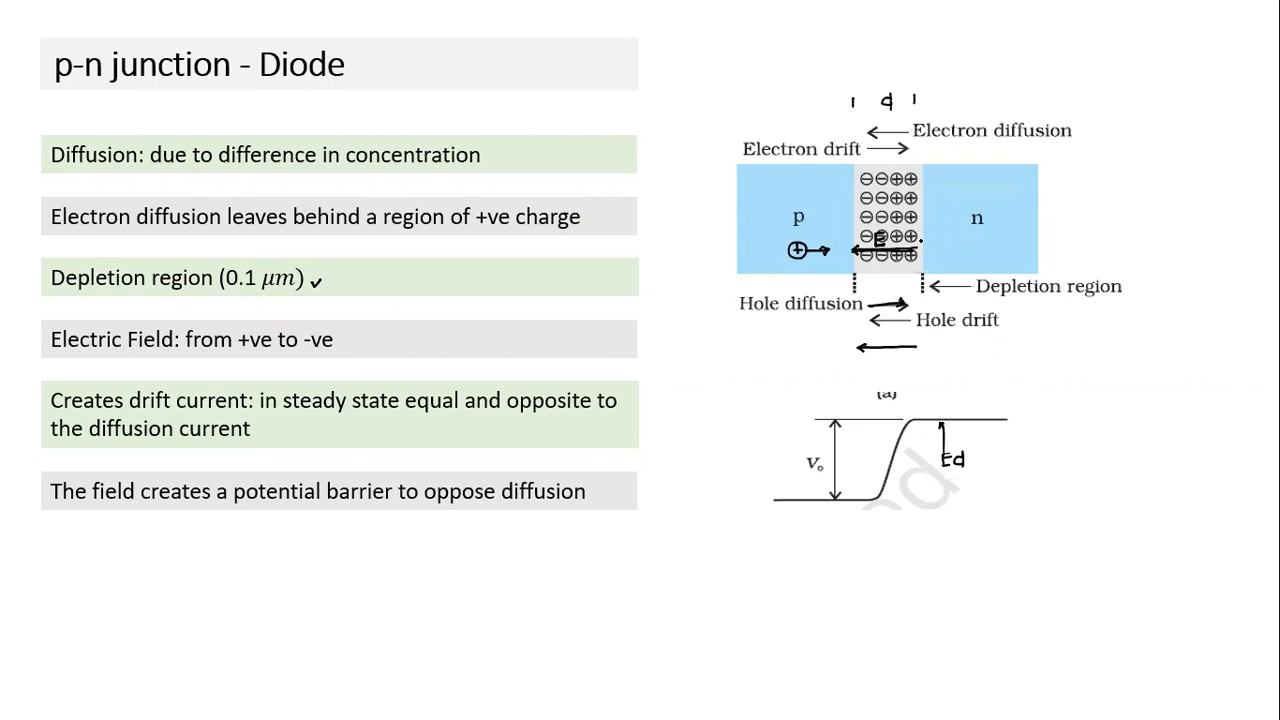 p-n junction - Diode
Diffusion: due to difference in concentration
Electron diffusion leaves behind a region of +ve charge
Depletion region (0.1 μm)
Electric Field: from +ve to -ve
Creates drift current: in steady state equal and opposite to
the diffusion current
The field creates a potential barrier to oppose diffusion
d
Electron diffusion
Electron drift
p
n
E
Depletion region
Hole diffusion
Hole drift
(a)
V₀
Ed